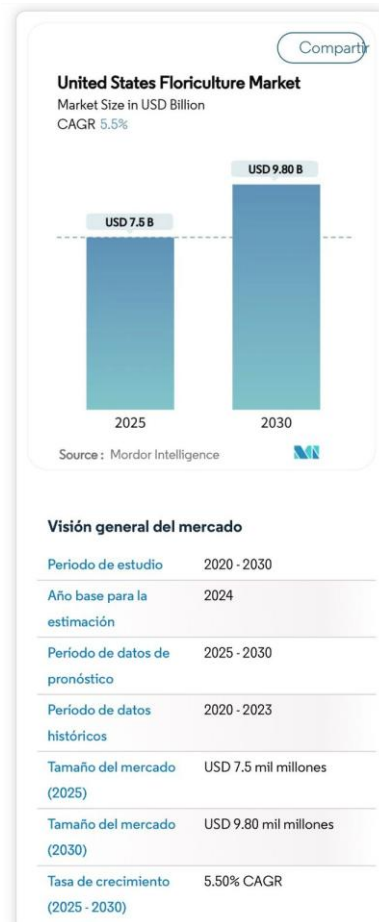 Compartir
United States Floriculture Market
Market Size in USD Billion
CAGR 5.5%
USD 9.80 B
USD 7.5 B
2025 2030
Source : Mordor Intelligence
Visión general del mercado
Periodo de estudio 2020 - 2030
Año base para la 2024
estimación
Período de datos de 2025 - 2030
pronóstico
Período de datos 2020 - 2023
históricos
Tamaño del mercado USD 7.5 mil millones
(2025)
Tamaño del mercado USD 9.80 mil millones
(2030)
Tasa de crecimiento 5.50% CAGR
(2025 - 2030)